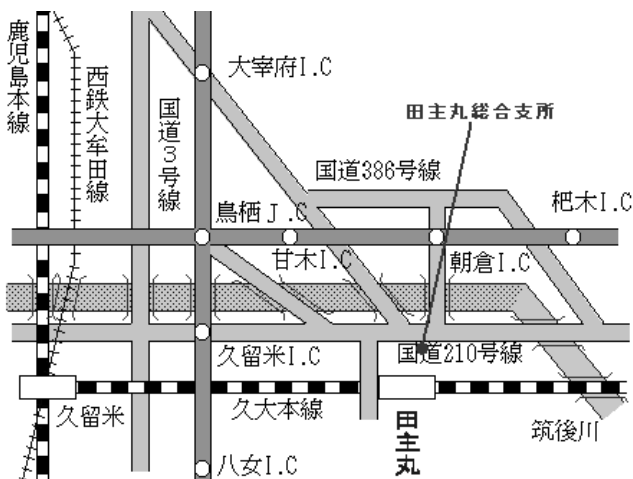 鹿児島本線
西鉄大牟田線
国道3号線
大宰府I.C
田主丸総合支所
国道386号線
鳥栖J.C
杷木I.C
甘木I.C
朝倉I.C
久留米I.C
国道210号線
久留米
久大本線
田主丸
筑後川
八女I.C